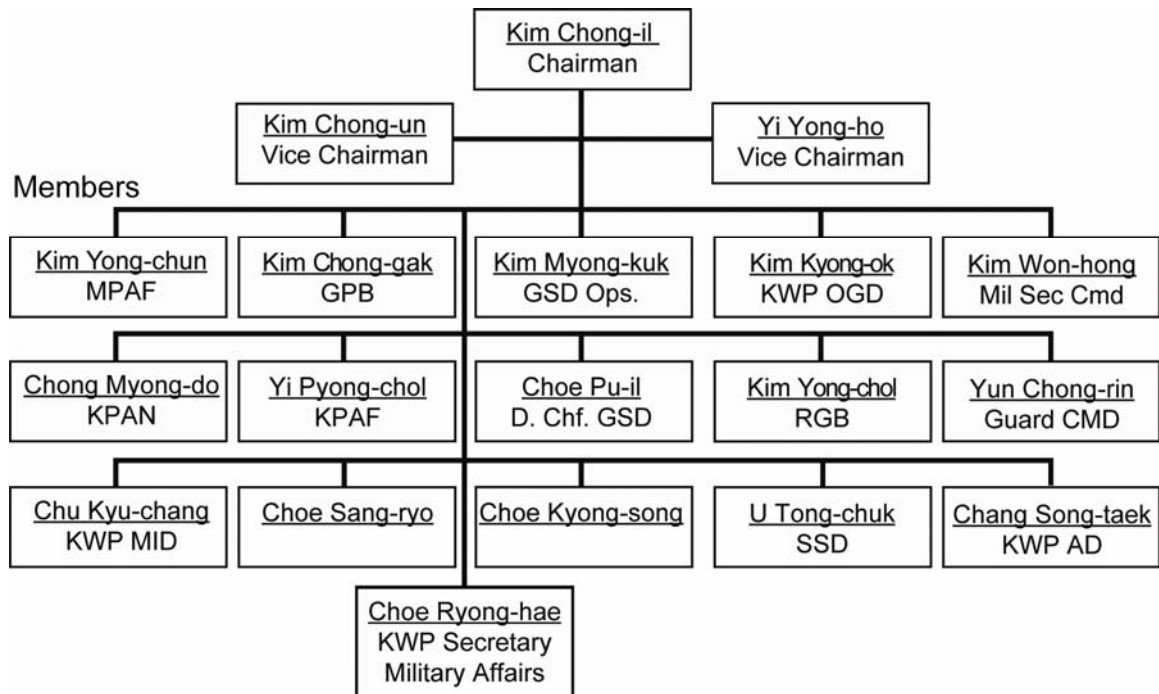 Kim Chong-il
Chairman
Kim Chong-un
Vice Chairman
Yi Yong-ho
Vice Chairman
Members
Kim Yong-chun
MPAF
Kim Chong-gak
GPB
Kim Myong-kuk
GSD Ops.
Kim Kyong-ok
KWP OGD
Kim Won-hong
Mil Sec Cmd
Chong Myong-do
KPAN
Yi Pyong-chol
KPAF
Choe Pu-il
D. Chf. GSD
Kim Yong-chol
RGB
Yun Chong-rin
Guard CMD
Chu Kyu-chang
KWP MID
Choe Sang-ryo
Choe Kyong-song
U Tong-chuk
SSD
Chang Song-taek
KWP AD
Choe Ryong-hae
KWP Secretary
Military Affairs